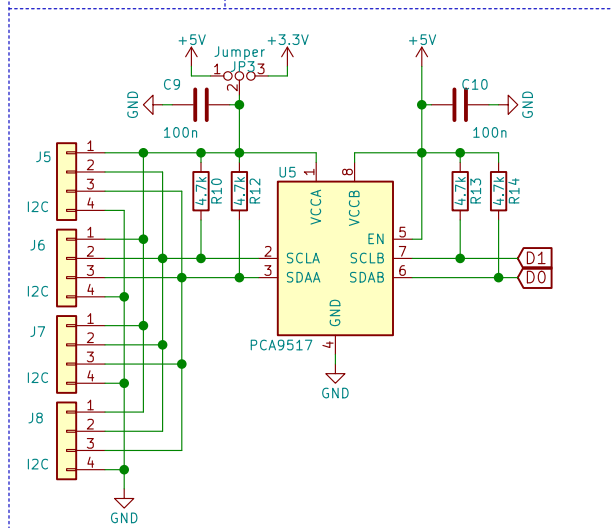 +5V
+3.3V
+5V
Jumper
JP3
1
3
2
C9
GND
100n
C10
GND
100n
J5
1
2
3
4
I2C
4.7k
R10
4.7k
R12
U5
1
VCCA
8
VCCB
4.7k
R13
4.7k
R14
J6
1
2
3
4
I2C
2
SCLA
3
SDAA
EN
5
SCLB
7
SDAB
6
D1
D0
GND
4
PCA9517
GND
J7
1
2
3
4
I2C
J8
1
2
3
4
I2C
GND